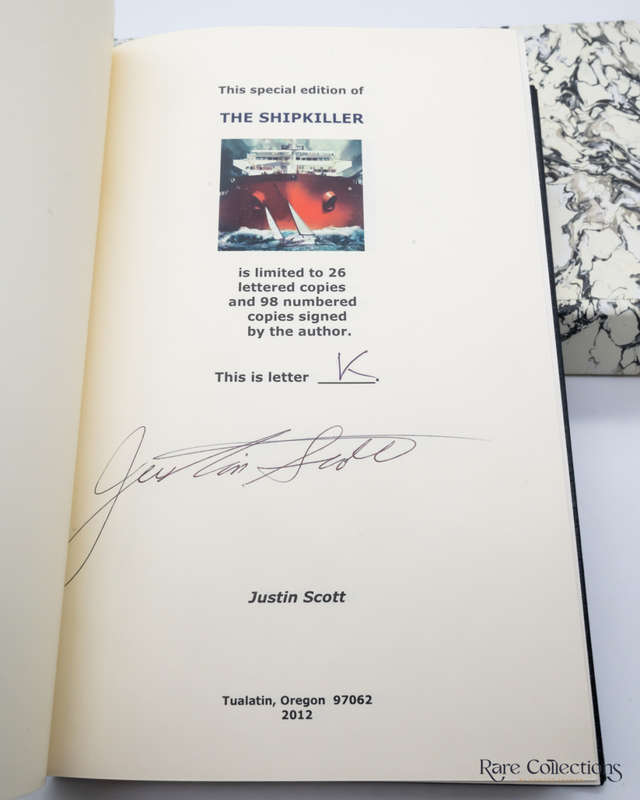 This special edition of
THE SHIPKILLER
is limited to 26
lettered copies
and 98 numbered
copies signed
by the author.
This is letter K.
Justin Scott
Justin Scott
Tualatin, Oregon 97062
2012
Rare Collections